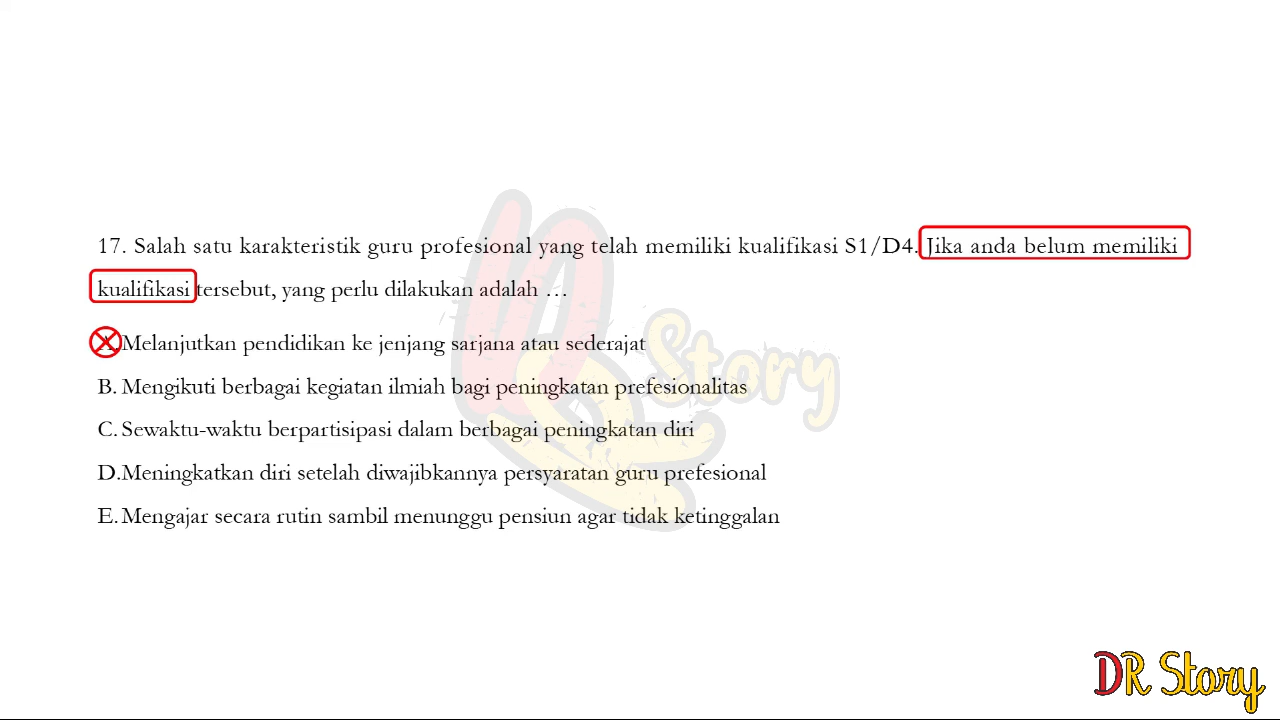 17. Salah satu karakteristik guru profesional yang telah memiliki kualifikasi S1/D4. Jika anda belum memiliki
kualifikasi tersebut, yang perlu dilakukan adalah …
A. Melanjutkan pendidikan ke jenjang sarjana atau sederajat
B. Mengikuti berbagai kegiatan ilmiah bagi peningkatan prefesionalitas
C. Sewaktu-waktu berpartisipasi dalam berbagai peningkatan diri
D. Meningkatkan diri setelah diwajibkannya persyaratan guru prefesional
E. Mengajar secara rutin sambil menunggu pensiun agar tidak ketinggalan
Story
DR Story